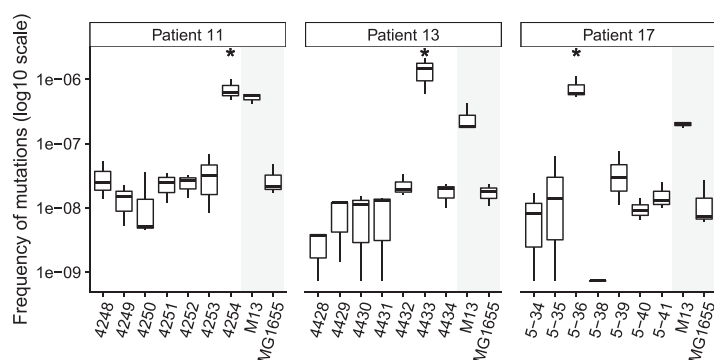 Patient 11 Patient 13 Patient 17
* * *
Frequency of mutations (log10 scale)
1e−06
1e−07
1e−08
1e−09
4248 4249 4250 4251 4252 4253 4254 M13 MG1655 4428 4429 4430 4431 4432 4433 4434 M13 MG1655 5−34 5−35 5−36 5−38 5−39 5−40 5−41 M13 MG1655